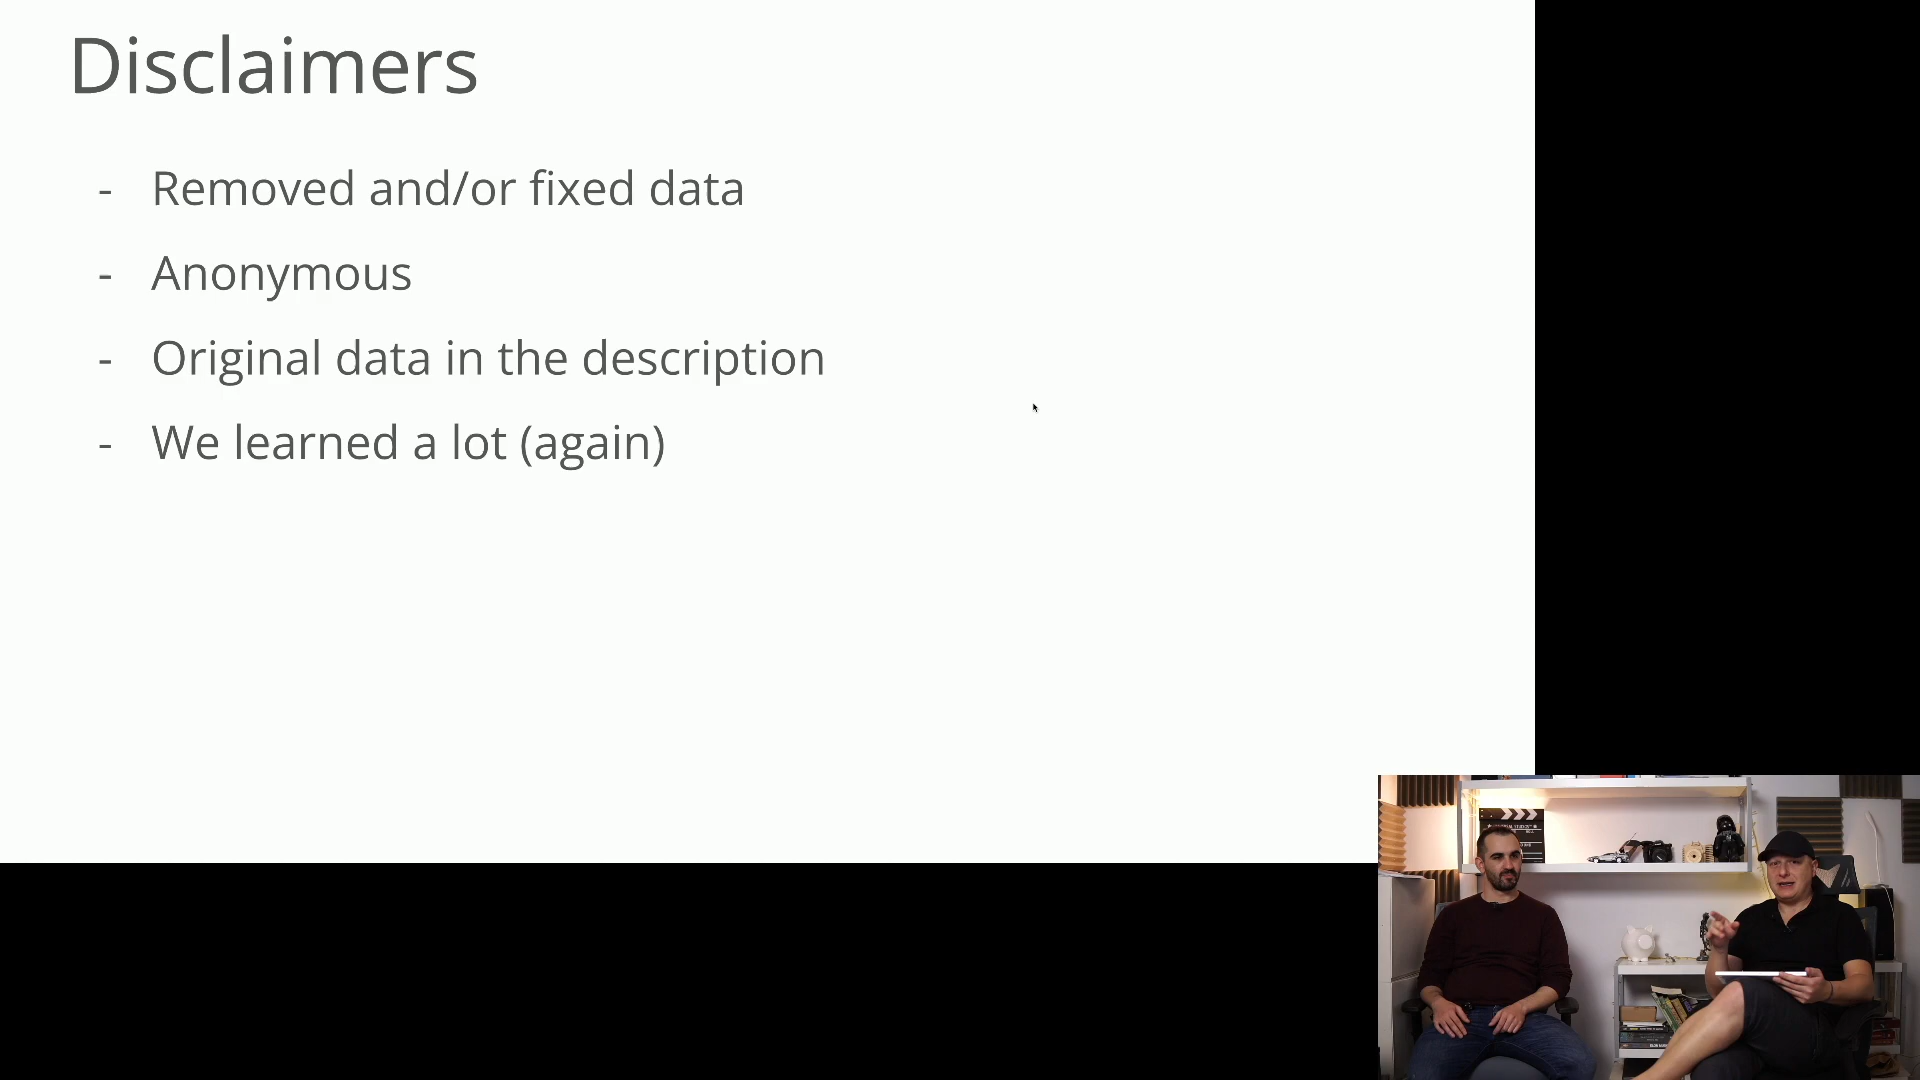 Disclaimers
- Removed and/or fixed data
- Anonymous
- Original data in the description
- We learned a lot (again)